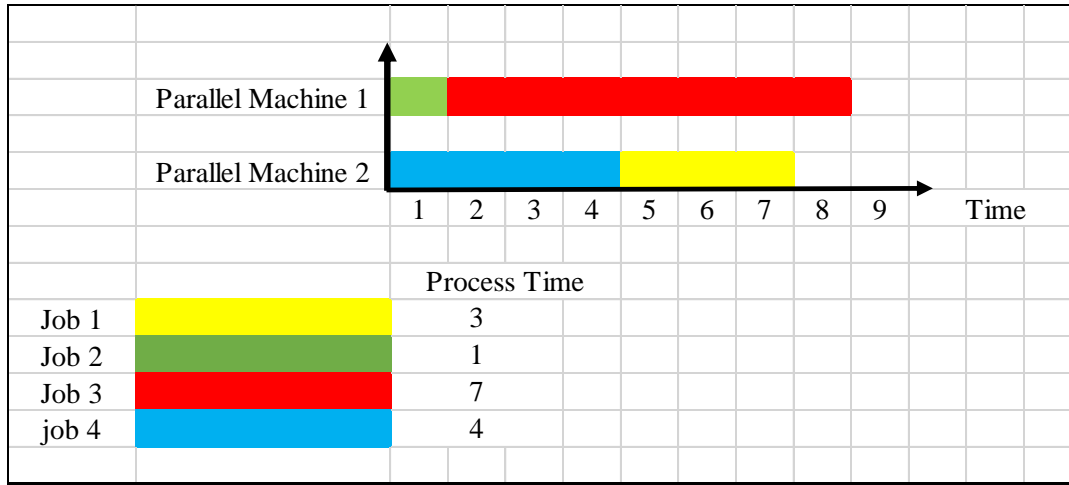 Parallel Machine 1
Parallel Machine 2
1 2 3 4 5 6 7 8 9 Time
Process Time
Job 1 3
Job 2 1
Job 3 7
job 4 4